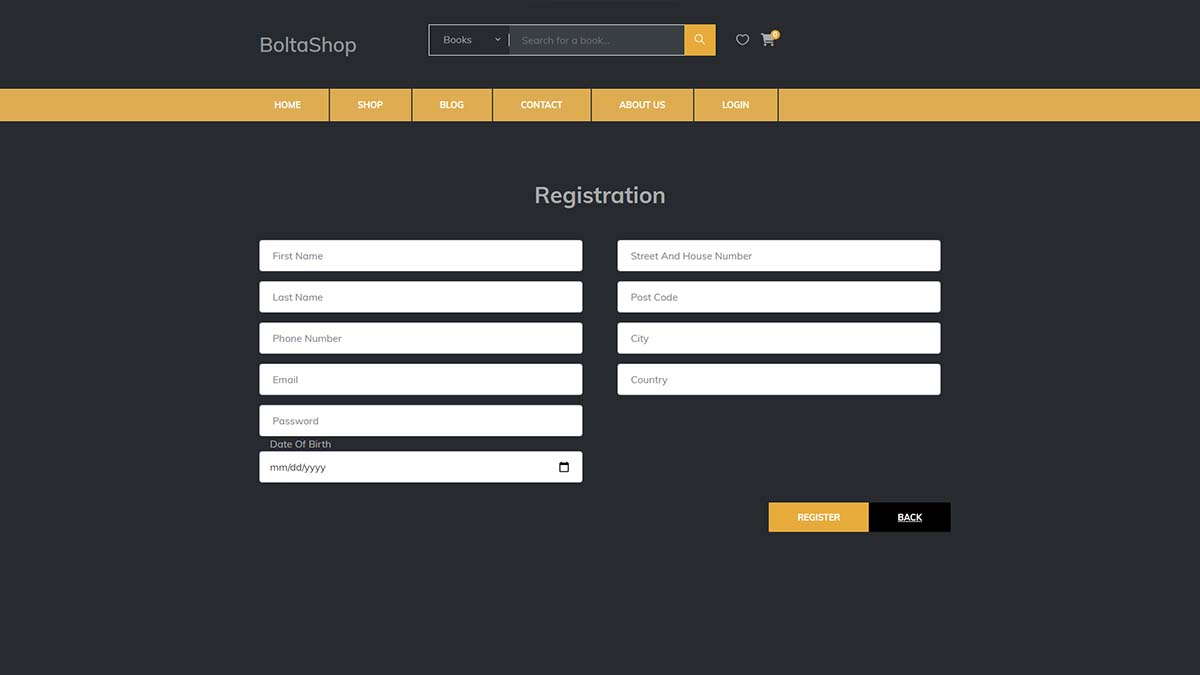 BoltaShop
Books
Search for a book...
0
HOME SHOP BLOG CONTACT ABOUT US LOGIN
Registration
First Name
Last Name
Phone Number
Email
Password
Date Of Birth
mm/dd/yyyy
Street And House Number
Post Code
City
Country
REGISTER BACK